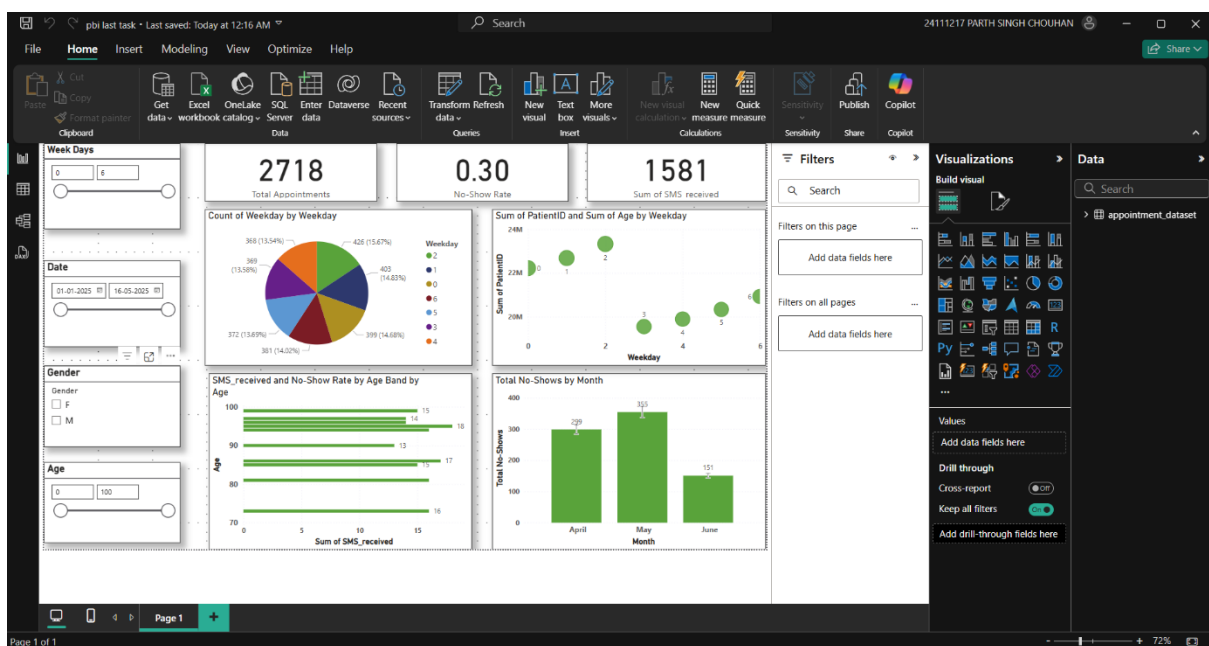 pbi last task • Last saved: Today at 12:16 AM
Search
24111217 PARTH SINGH CHOUHAN
File Home Insert Modeling View Optimize Help
Share
Paste
Cut
Copy
Format painter
Get data
Excel workbook
OneLake catalog
SQL Server
Enter data
Dataverse
Recent sources
Transform data
Refresh
New visual
Text box
More visuals
New visual calculation
New measure
Quick measure
Sensitivity
Publish
Copilot
Clipboard
Data
Queries
Insert
Calculations
Sensitivity
Share
Copilot
Week Days
0 6
Date
01-01-2025 16-05-2025
Gender
Gender
F
M
Age
0 100
2718
Total Appointments
0.30
No-Show Rate
1581
Sum of SMS received
Count of Weekday by Weekday
368 (13.54%)
426 (15.67%)
369 (13.58%)
403 (14.83%)
372 (13.69%)
399 (14.68%)
381 (14.02%)
Weekday
2
1
0
6
5
3
4
Sum of PatientID and Sum of Age by Weekday
Sum of PatientID
24M
22M
20M
0
1
2
3
4
5
6
0 2 4 6
Weekday
SMS_received and No-Show Rate by Age Band by Age
Age
100
90
80
70
15
14
18
13
17
15
16
0 5 10 15
Sum of SMS_received
Total No-Shows by Month
Total No-Shows
400
300
200
100
0
299
355
151
April May June
Month
Filters
Search
Filters on this page ...
Add data fields here
Filters on all pages ...
Add data fields here
Visualizations
Build visual
R
Py
...
Values
Add data fields here
Drill through
Cross-report Off
Keep all filters On
Add drill-through fields here
Data
Search
appointment_dataset
Page 1
Page 1 of 1
72%